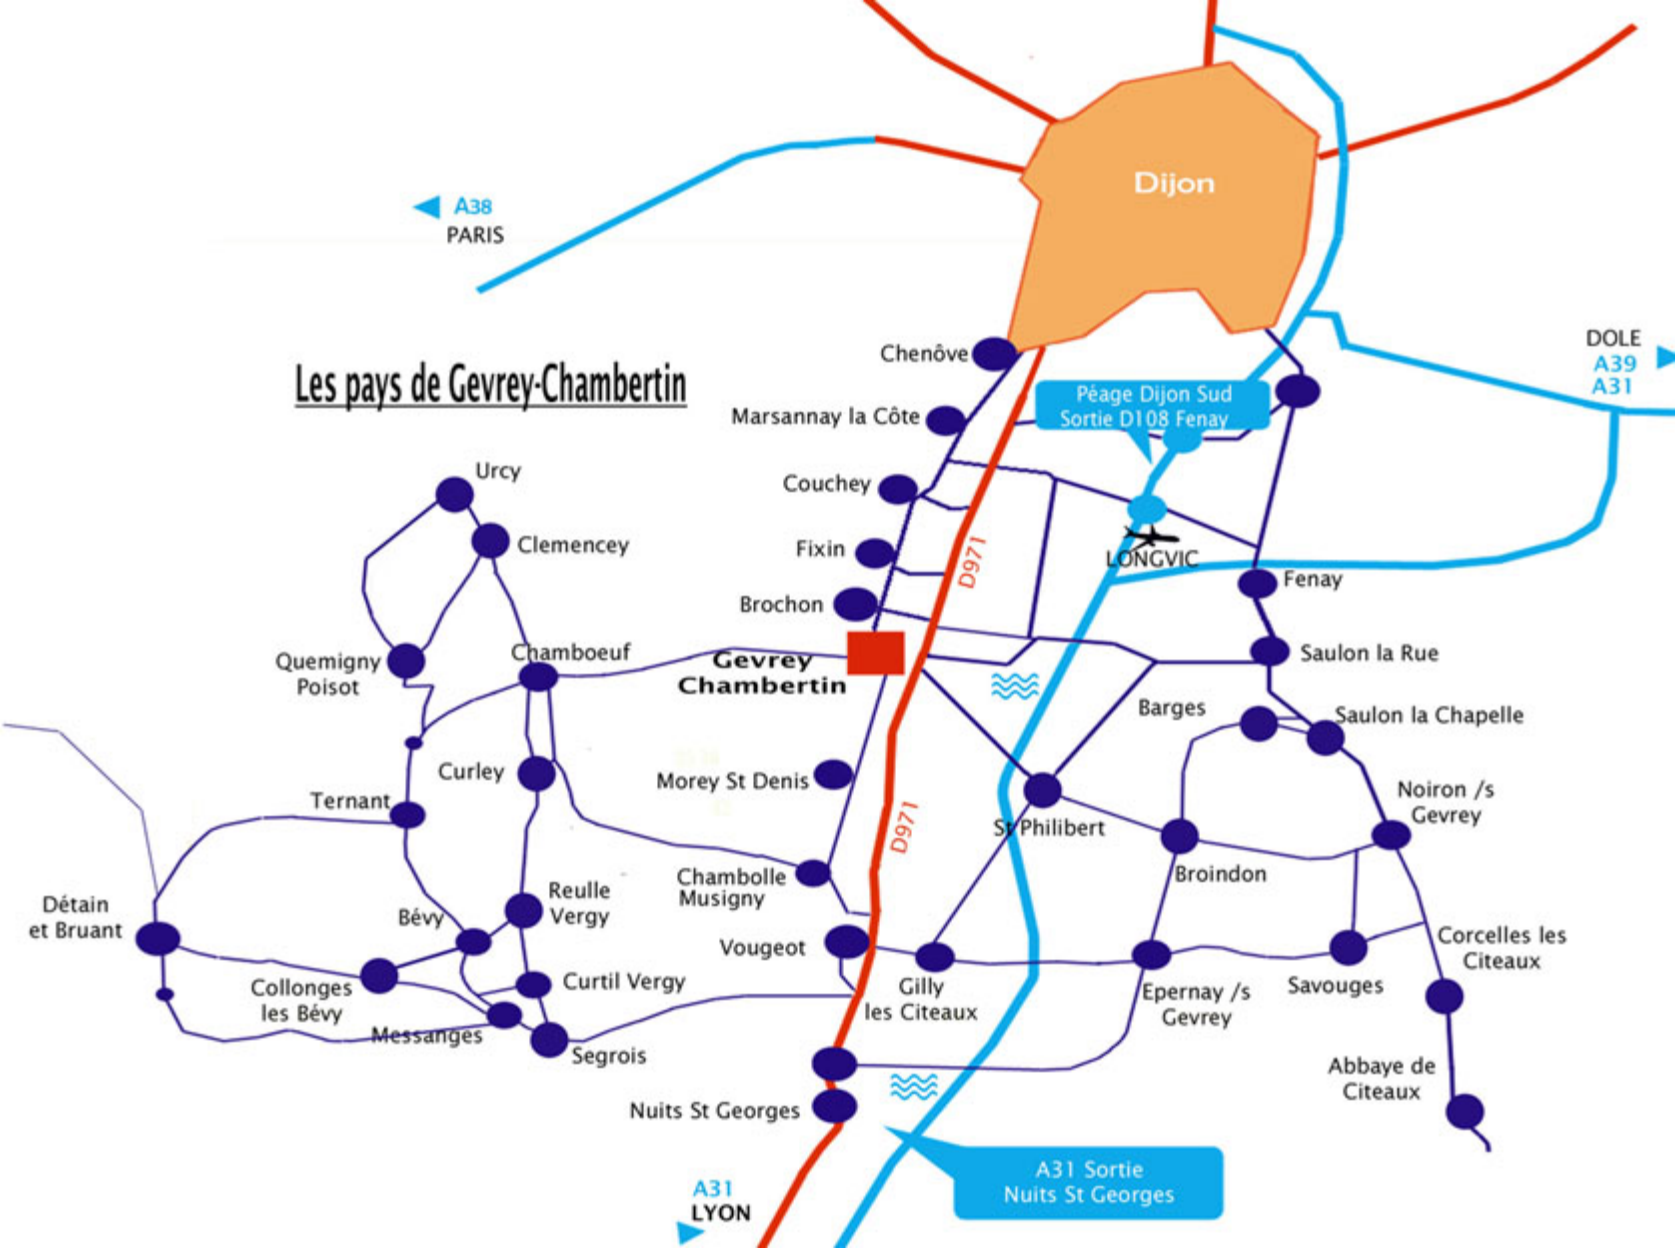 Dijon
A38
PARIS
DOLE
A39
A31
Chenôve
Les pays de Gevrey-Chambertin
Péage Dijon Sud
Sortie D108 Fenay
Marsannay la Côte
Urcy
Couchey
Clemencey
Fixin
D971
LONGVIC
Fenay
Brochon
Chamboeuf
Quemigny
Poisot
Gevrey
Chambertin
Saulon la Rue
Barges
Saulon la Chapelle
Curley
Morey St Denis
Ternant
Noiron /s
Gevrey
D971
St Philibert
Broindon
Chambolle
Musigny
Détain
et Bruant
Bévy
Reulle
Vergy
Vougeot
Corcelles les
Citeaux
Collonges
les Bévy
Curtil Vergy
Gilly
les Citeaux
Epernay /s
Gevrey
Savouges
Messanges
Segrois
Abbaye de
Citeaux
Nuits St Georges
A31 Sortie
Nuits St Georges
A31
LYON